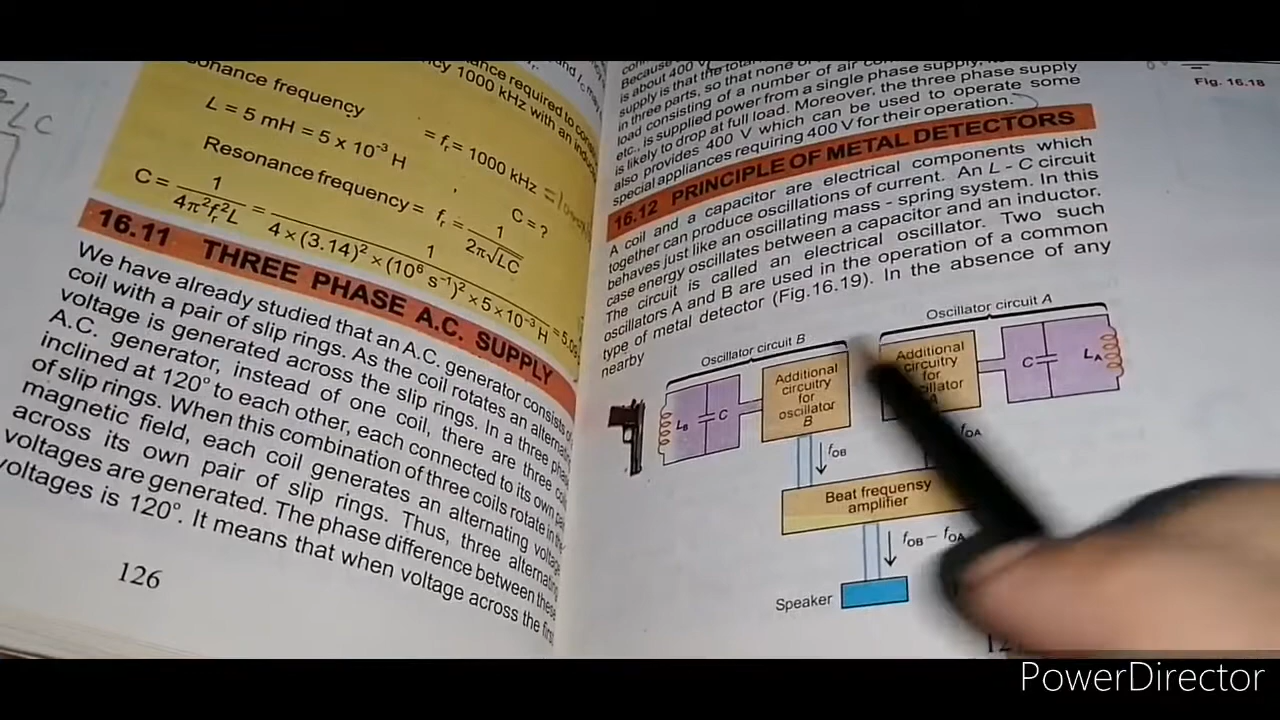 2LC
onance frequency
L = 5 mH = 5 × 10⁻³ H
ance required to
cy 1000 kHz with an
= fᵣ = 1000 kHz
Resonance frequency = fᵣ = 1 / 2π√LC
C = ?
C = 1 / 4π²fᵣ²L = 1 / 4 × (3.14)² × (10⁶ s⁻¹)² × 5 × 10⁻³ H = 5.09
16.11 THREE PHASE A.C. SUPPLY
We have already studied that an A.C. generator consists
coil with a pair of slip rings. As the coil rotates an
voltage is generated across the slip rings. In a three
A.C. generator, instead of one coil, there are three
inclined at 120° to each other, each connected to its own
of slip rings. When this combination of three coils rotate in the
magnetic field, each coil generates an alternating
across its own pair of slip rings. Thus, three
voltages are generated. The phase difference between these
voltages is 120°. It means that when voltage across the
126
Because
is about 400 V
supply is that the total
in three parts, so that none of
load consisting of a number of air
etc., is supplied power from a single phase supply,
is likely to drop at full load. Moreover, the three phase supply
also provides 400 V which can be used to operate some
special appliances requiring 400 V for their operation.
Fig. 16.18
16.12 PRINCIPLE OF METAL DETECTORS
A coil and a capacitor are electrical components which
together can produce oscillations of current. An L - C circuit
behaves just like an oscillating mass - spring system. In this
case energy oscillates between a capacitor and an inductor.
The circuit is called an electrical oscillator. Two such
oscillators A and B are used in the operation of a common
type of metal detector (Fig.16.19). In the absence of any
nearby
Oscillator circuit B
Oscillator circuit A
L_B
C
Additional
circuitry
for
oscillator
B
Additional
circuitry
for
C
L_A
f_OB
f_OA
Beat frequency
amplifier
f_OB – f_OA
Speaker
PowerDirector